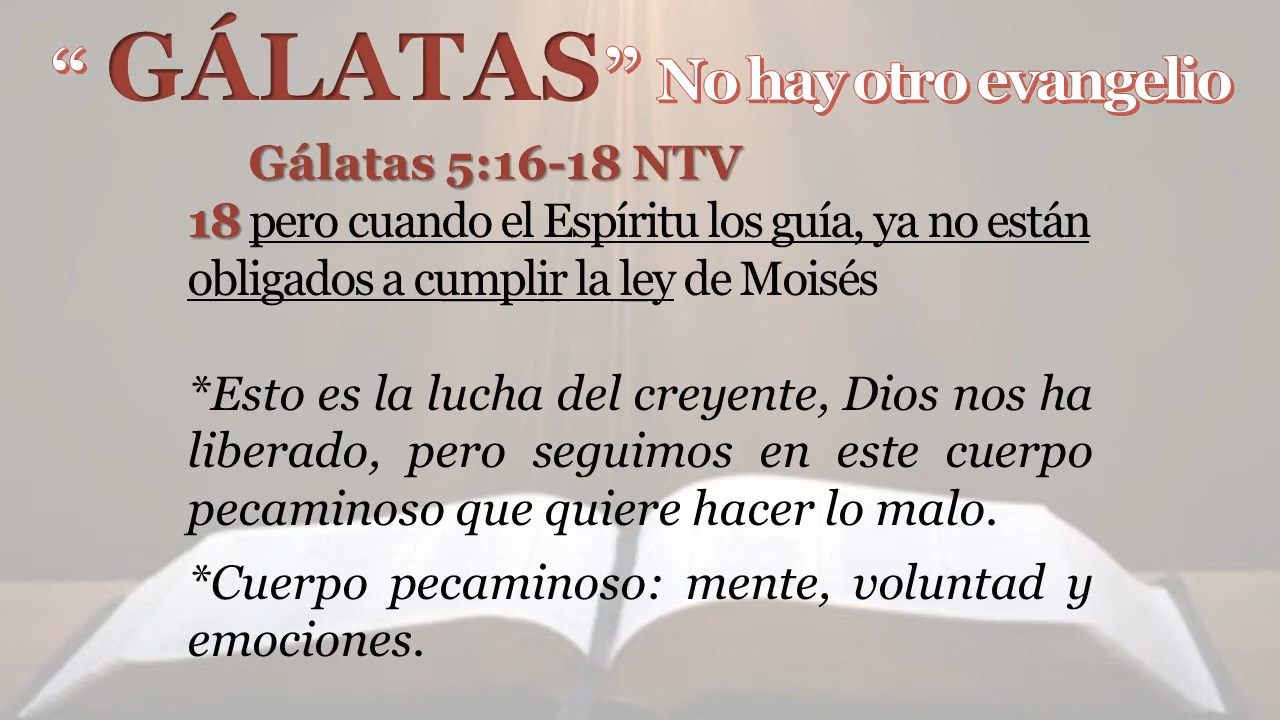 “ GÁLATAS” No hay otro evangelio
Gálatas 5:16-18 NTV
18 pero cuando el Espíritu los guía, ya no están
obligados a cumplir la ley de Moisés
*Esto es la lucha del creyente, Dios nos ha
liberado, pero seguimos en este cuerpo
pecaminoso que quiere hacer lo malo.
*Cuerpo pecaminoso: mente, voluntad y
emociones.